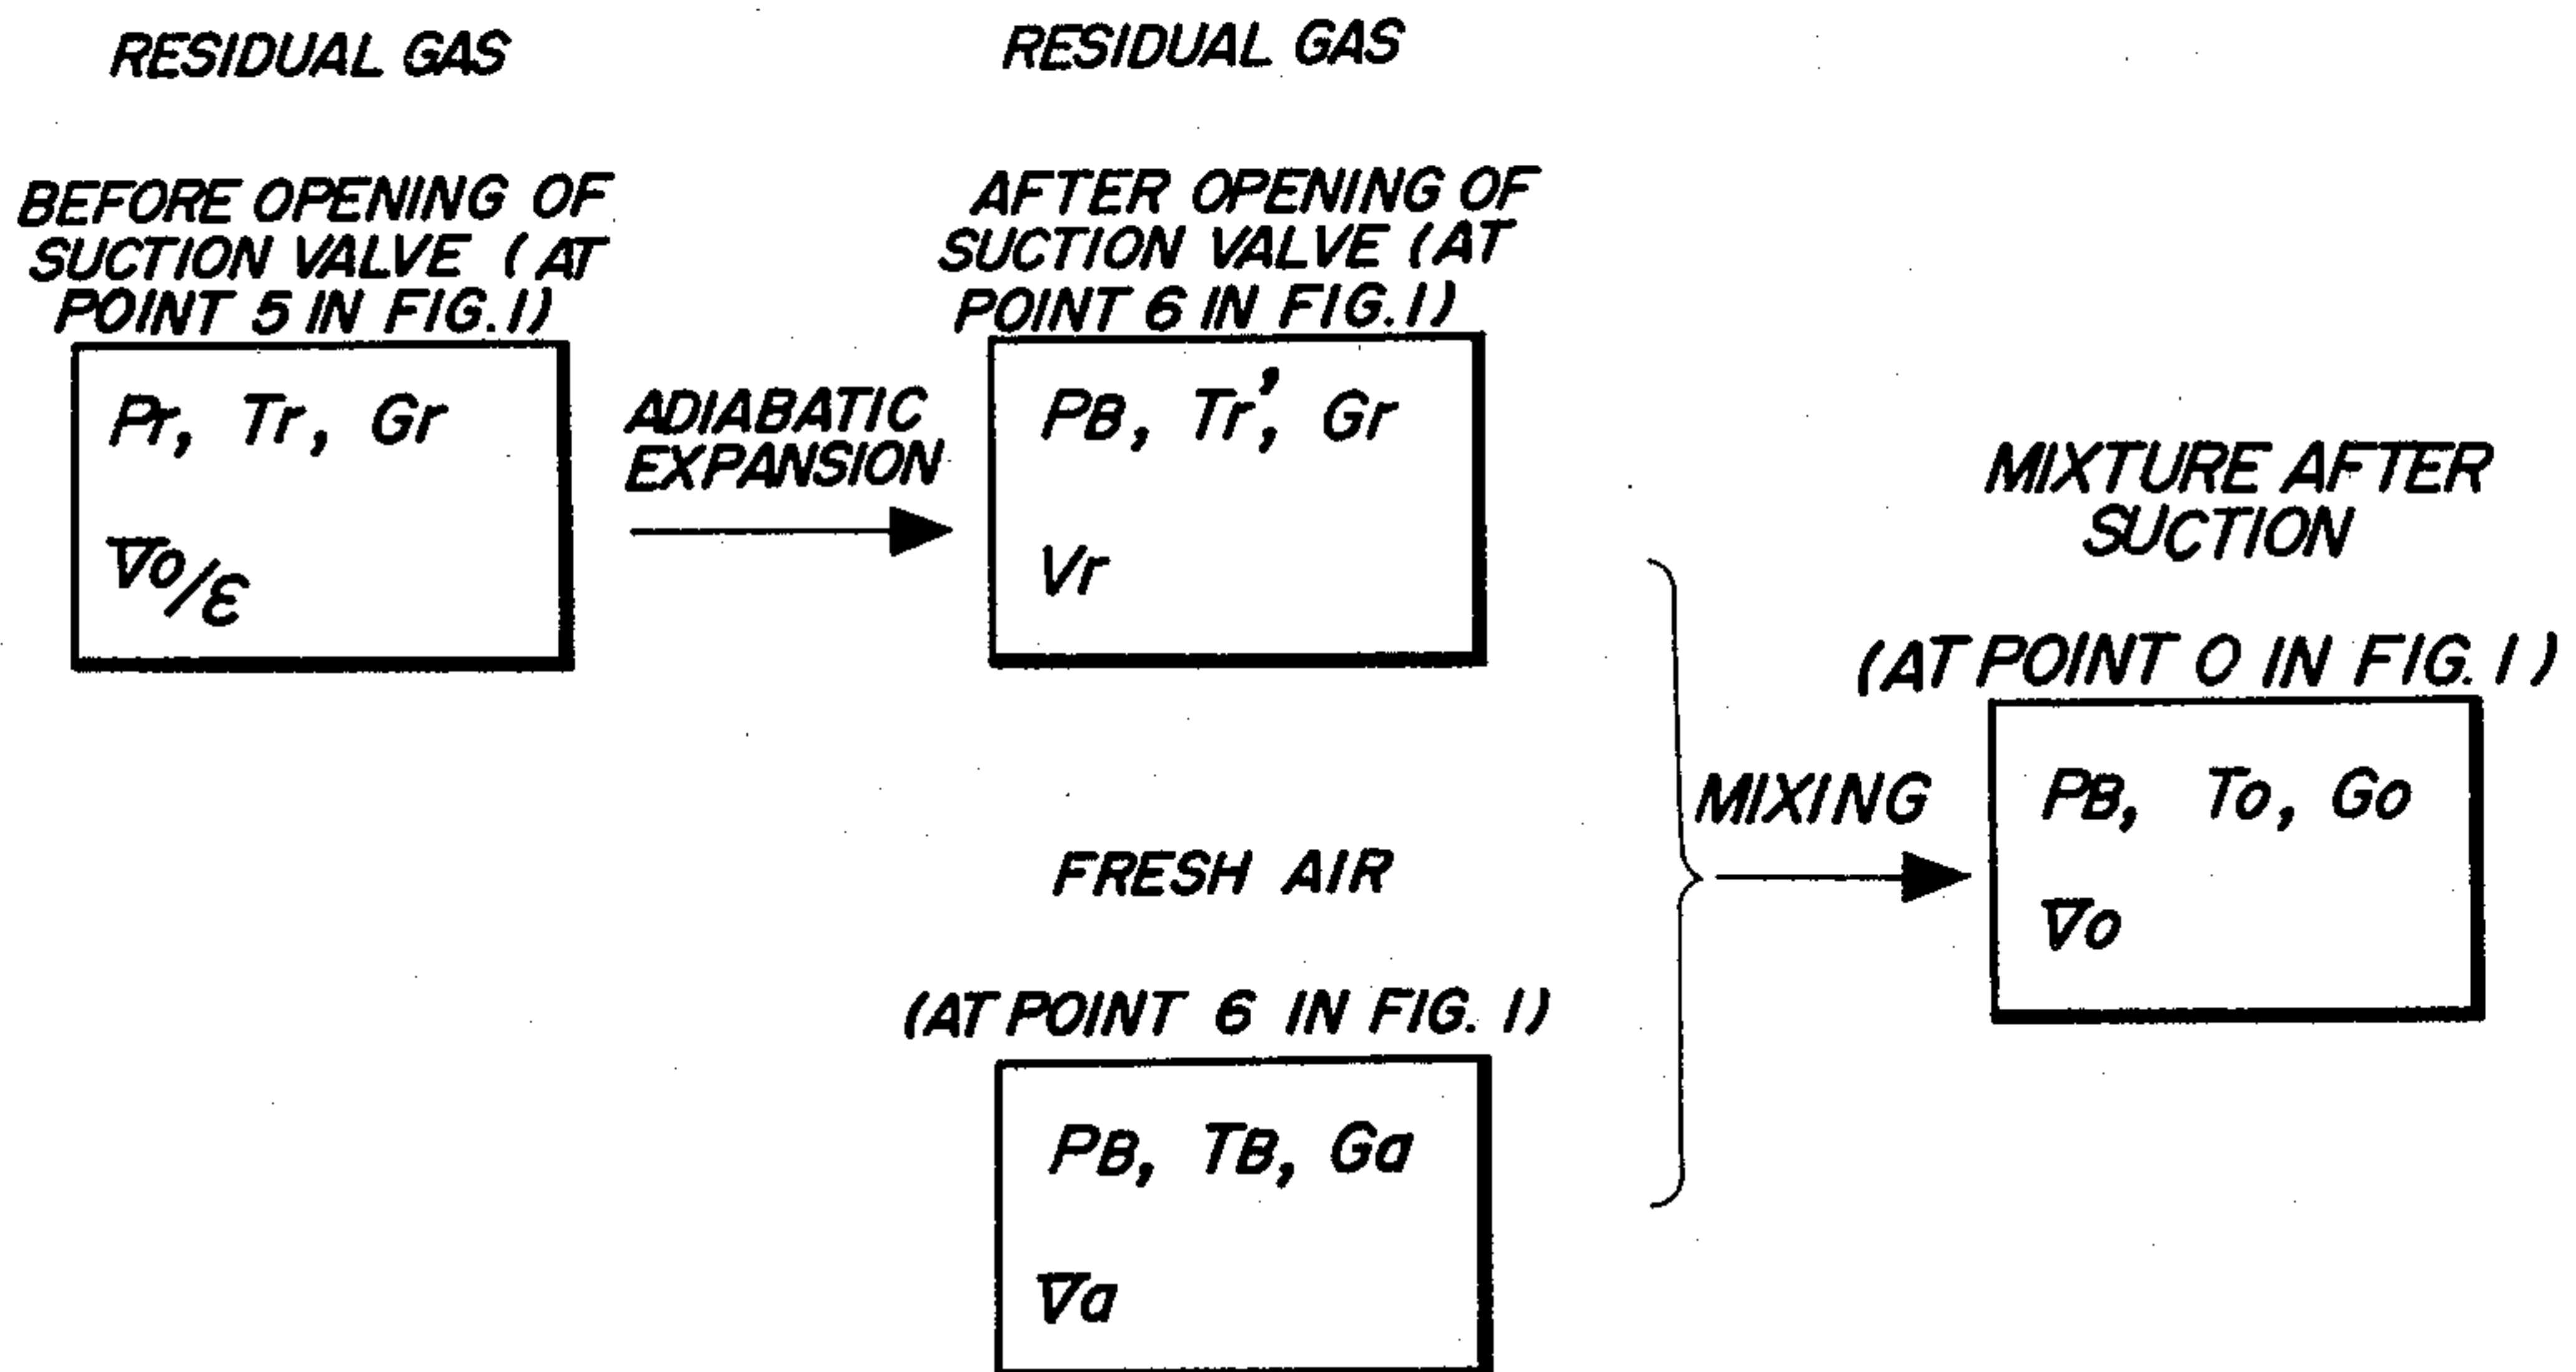 RESIDUAL GAS
BEFORE OPENING OF
SUCTION VALVE (AT
POINT 5 IN FIG.1)
Pr, Tr, Gr
Vo/ε
ADIABATIC
EXPANSION
RESIDUAL GAS
AFTER OPENING OF
SUCTION VALVE (AT
POINT 6 IN FIG.1)
PB, Tr', Gr
Vr
FRESH AIR
(AT POINT 6 IN FIG. 1)
PB, TB, Ga
Va
MIXING
MIXTURE AFTER
SUCTION
(AT POINT O IN FIG. 1)
PB, To, Go
Vo